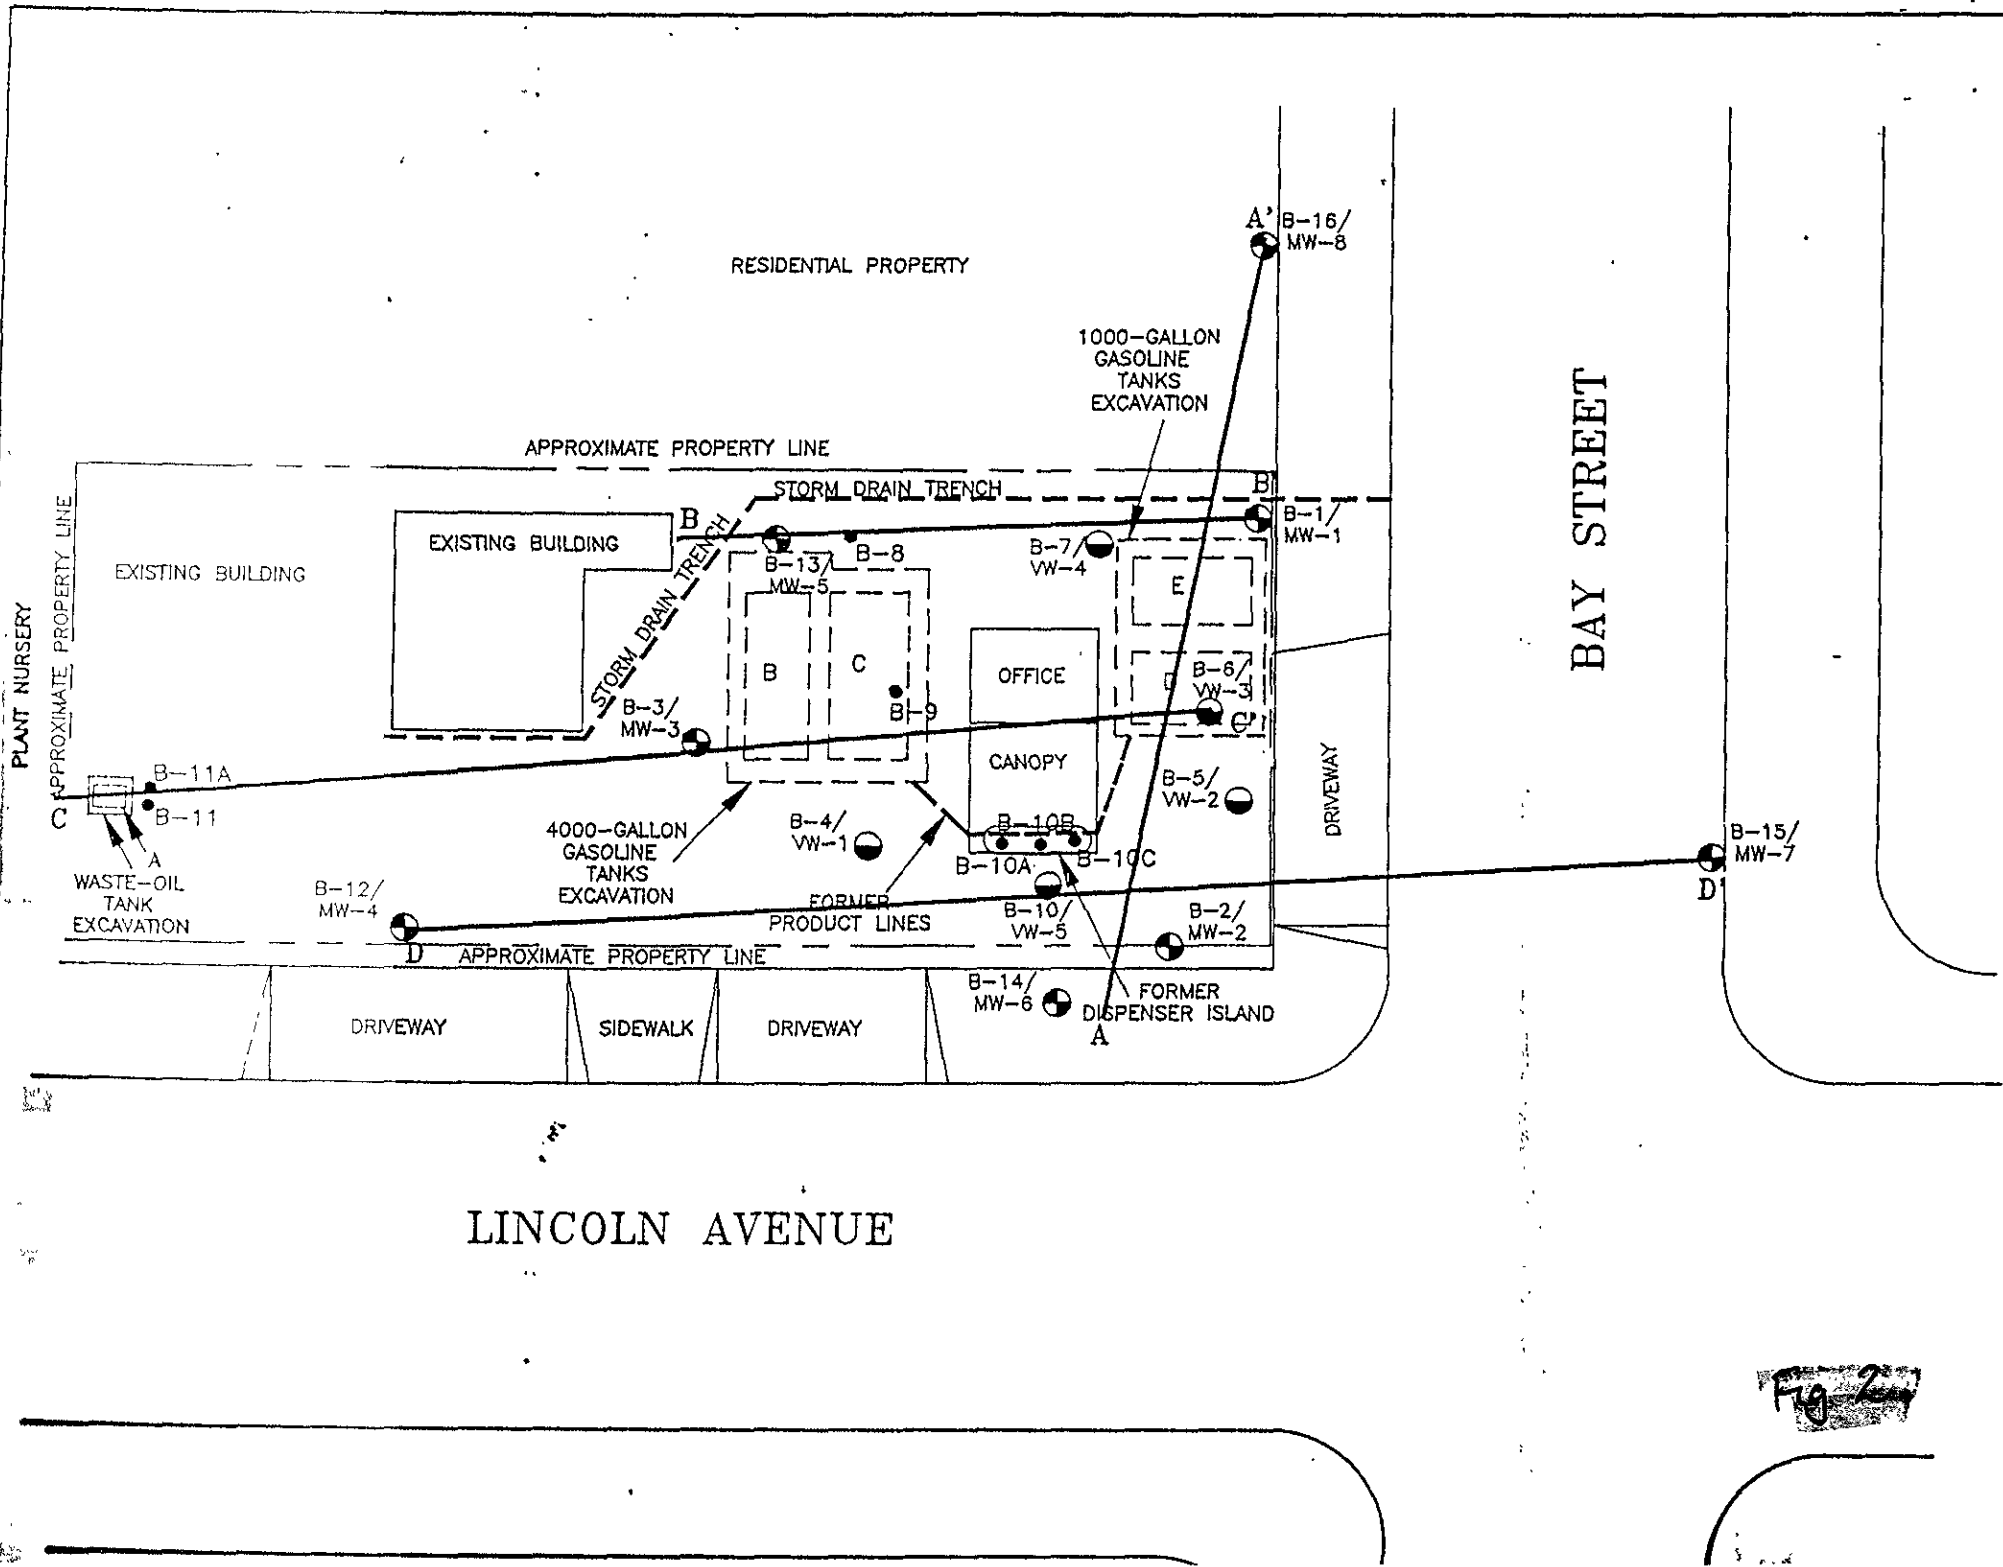 A'
B-16/
MW-8
RESIDENTIAL PROPERTY
1000-GALLON
GASOLINE
TANKS
EXCAVATION
BAY STREET
APPROXIMATE PROPERTY LINE
STORM DRAIN TRENCH
B
B'
B-1/
MW-1
EXISTING BUILDING
EXISTING BUILDING
STORM DRAIN TRENCH
B-13/
MW-5
B-8
B-7/
VW-4
E
PLANT NURSERY
APPROXIMATE PROPERTY LINE
B
C
B-9
OFFICE
B-6/
VW-3
D
C'
B-3/
MW-3
CANOPY
B-11A
B-11
C
A
WASTE-OIL
TANK
EXCAVATION
B-5/
VW-2
DRIVEWAY
4000-GALLON
GASOLINE
TANKS
EXCAVATION
B-4/
VW-1
B-10B
B-10A
B-10C
B-15/
MW-7
D'
B-12/
MW-4
D
FORMER
PRODUCT LINES
B-10/
VW-5
B-2/
MW-2
APPROXIMATE PROPERTY LINE
B-14/
MW-6
FORMER
DISPENSER ISLAND
A
DRIVEWAY
SIDEWALK
DRIVEWAY
LINCOLN AVENUE
Fig 2